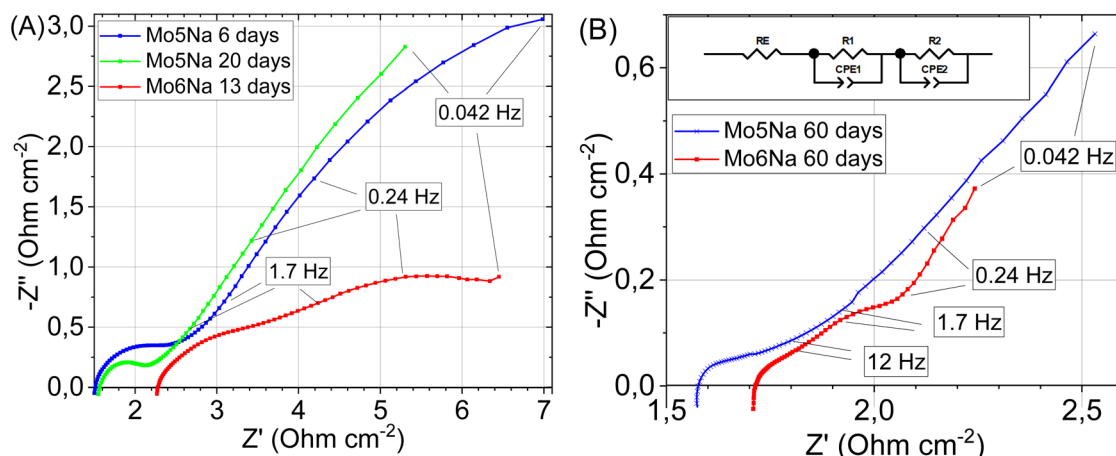 (A)
Mo5Na 6 days
Mo5Na 20 days
Mo6Na 13 days
3,0
2,5
2,0
1,5
1,0
0,5
0,0
-Z'' (Ohm cm-2)
0.042 Hz
0.24 Hz
1.7 Hz
2
3
4
5
6
7
Z' (Ohm cm-2)
(B)
RE
R1
R2
CPE1
CPE2
Mo5Na 60 days
Mo6Na 60 days
0,6
0,4
0,2
0,0
-Z'' (Ohm cm-2)
0.042 Hz
0.24 Hz
1.7 Hz
12 Hz
1,5
2,0
2,5
Z' (Ohm cm-2)